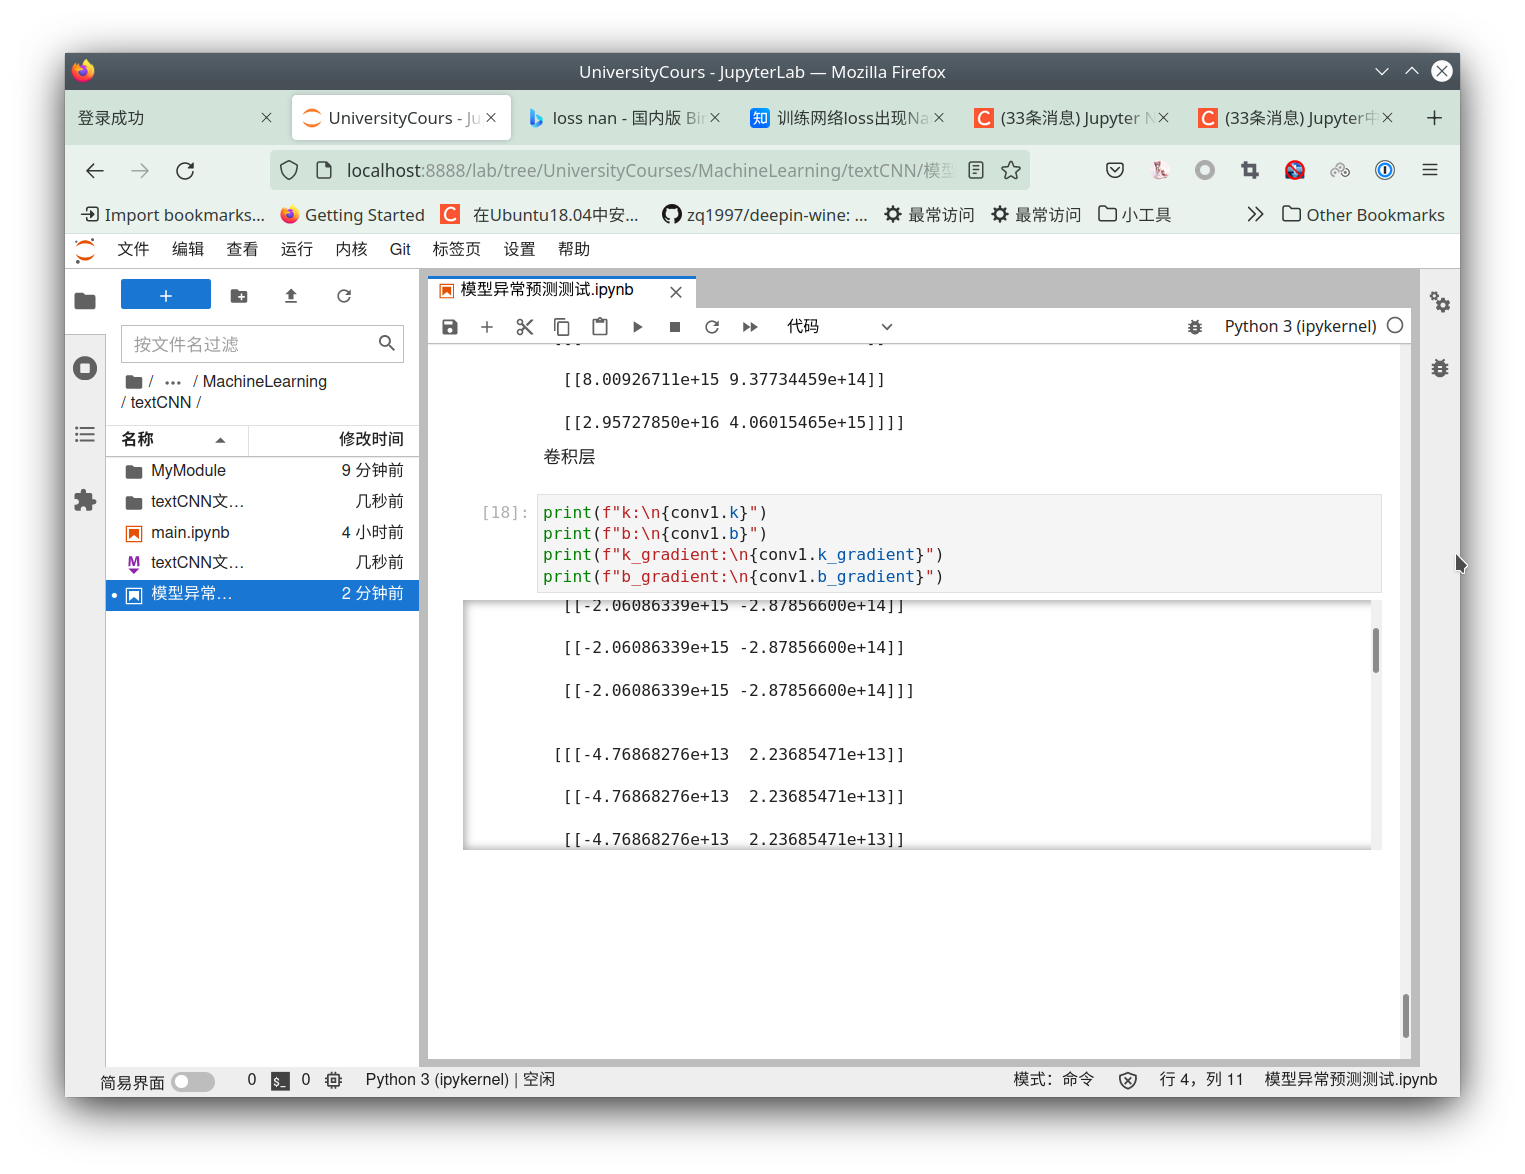 UniversityCours - JupyterLab — Mozilla Firefox
登录成功
UniversityCours - Ju
loss nan - 国内版 Bin
训练网络loss出现Na
(33条消息) Jupyter N
(33条消息) Jupyter中
localhost:8888/lab/tree/UniversityCourses/MachineLearning/textCNN/模型
Import bookmarks...
Getting Started
在Ubuntu18.04中安...
zq1997/deepin-wine: ...
最常访问
最常访问
小工具
Other Bookmarks
文件 编辑 查看 运行 内核 Git 标签页 设置 帮助
模型异常预测测试.ipynb
代码
Python 3 (ipykernel)
按文件名过滤
/ ··· / MachineLearning
/ textCNN /
名称 修改时间
MyModule 9 分钟前
textCNN文… 几秒前
main.ipynb 4 小时前
textCNN文… 几秒前
模型异常… 2 分钟前
[[8.00926711e+15 9.37734459e+14]]
[[2.95727850e+16 4.06015465e+15]]]]
卷积层
[18]:
print(f"k:\n{conv1.k}")
print(f"b:\n{conv1.b}")
print(f"k_gradient:\n{conv1.k_gradient}")
print(f"b_gradient:\n{conv1.b_gradient}")
[[-2.06086339e+15 -2.87856600e+14]]
[[-2.06086339e+15 -2.87856600e+14]]
[[-2.06086339e+15 -2.87856600e+14]]]
[[[-4.76868276e+13 2.23685471e+13]]
[[-4.76868276e+13 2.23685471e+13]]
[[-4.76868276e+13 2.23685471e+13]]
简易界面 0 $_ 0 Python 3 (ipykernel) | 空闲
模式：命令 行 4，列 11 模型异常预测测试.ipynb